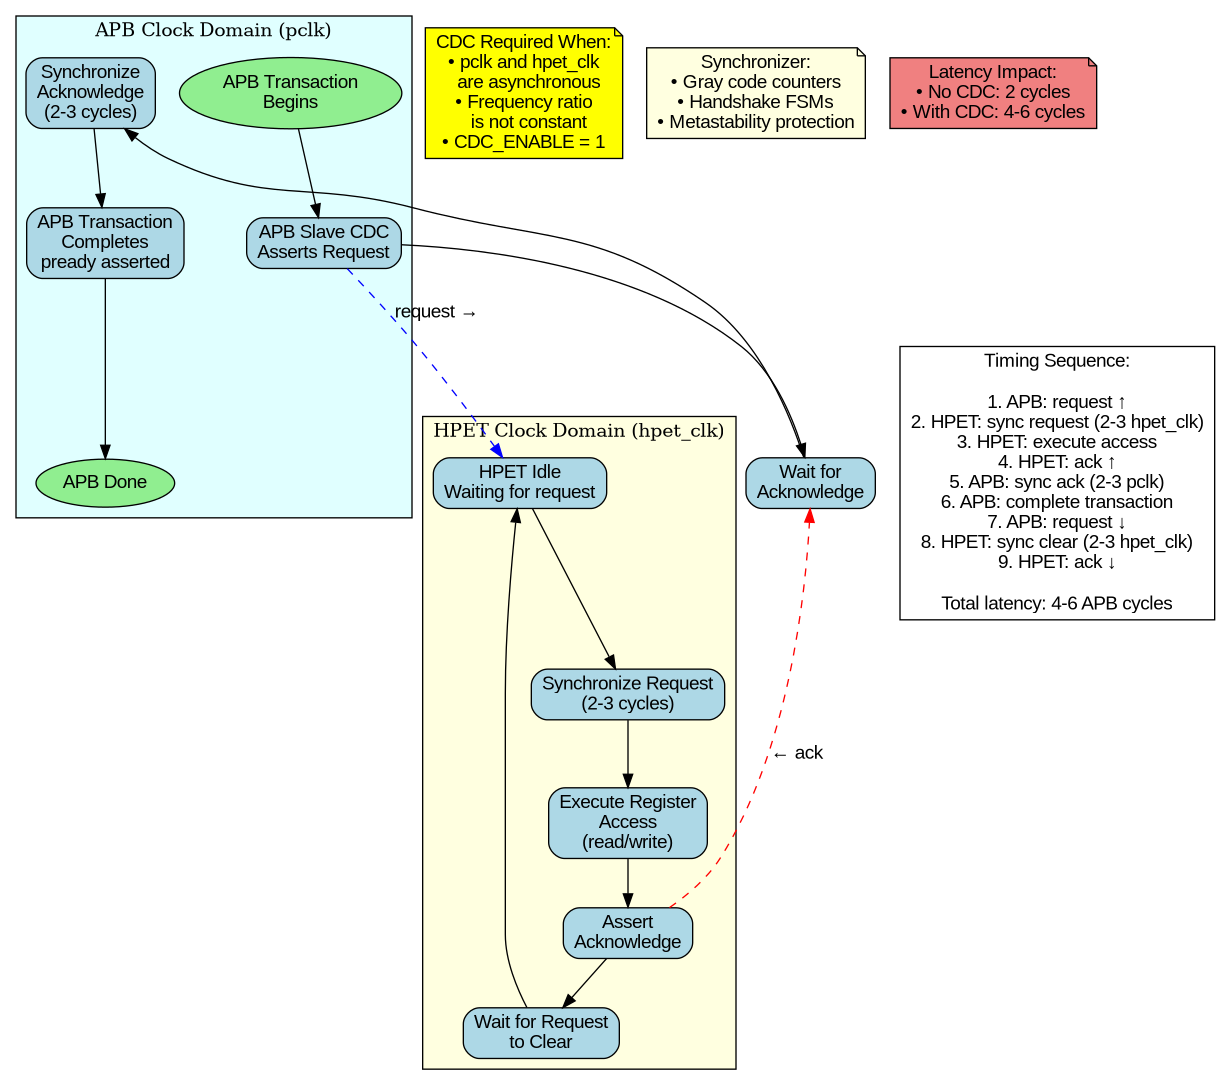 APB Clock Domain (pclk)
Synchronize
Acknowledge
(2-3 cycles)
APB Transaction
Begins
APB Transaction
Completes
pready asserted
APB Slave CDC
Asserts Request
APB Done
CDC Required When:
• pclk and hpet_clk
are asynchronous
• Frequency ratio
is not constant
• CDC_ENABLE = 1
Synchronizer:
• Gray code counters
• Handshake FSMs
• Metastability protection
Latency Impact:
• No CDC: 2 cycles
• With CDC: 4-6 cycles
request →
HPET Clock Domain (hpet_clk)
HPET Idle
Waiting for request
Wait for
Acknowledge
Synchronize Request
(2-3 cycles)
← ack
Execute Register
Access
(read/write)
Assert
Acknowledge
Wait for Request
to Clear
Timing Sequence:
1. APB: request ↑
2. HPET: sync request (2-3 hpet_clk)
3. HPET: execute access
4. HPET: ack ↑
5. APB: sync ack (2-3 pclk)
6. APB: complete transaction
7. APB: request ↓
8. HPET: sync clear (2-3 hpet_clk)
9. HPET: ack ↓
Total latency: 4-6 APB cycles